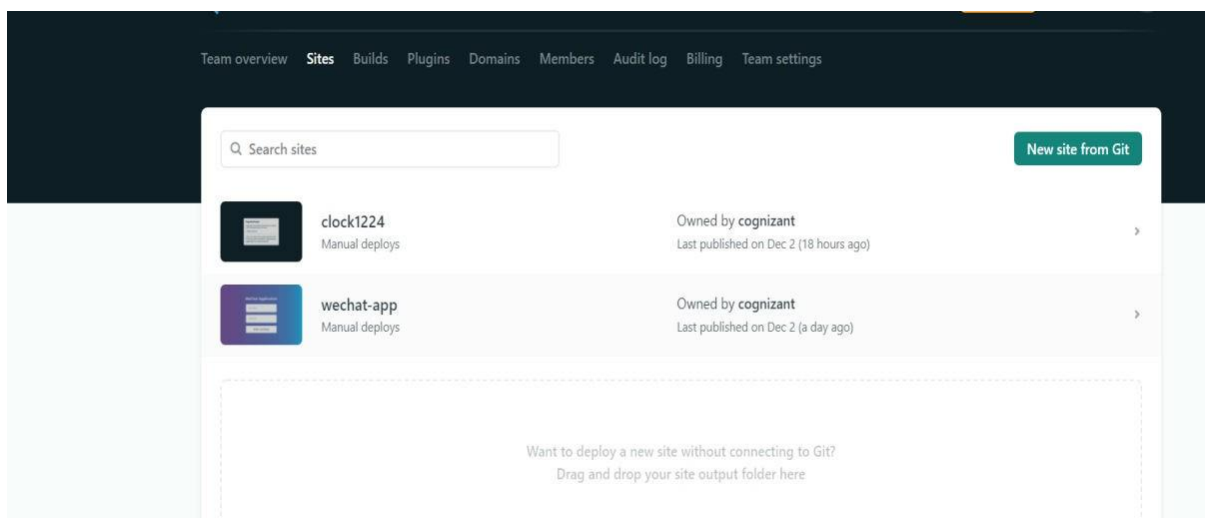 Team overview Sites Builds Plugins Domains Members Audit log Billing Team settings
Search sites
New site from Git
clock1224
Owned by cognizant
Manual deploys
Last published on Dec 2 (18 hours ago)
wechat-app
Owned by cognizant
Manual deploys
Last published on Dec 2 (a day ago)
Want to deploy a new site without connecting to Git?
Drag and drop your site output folder here